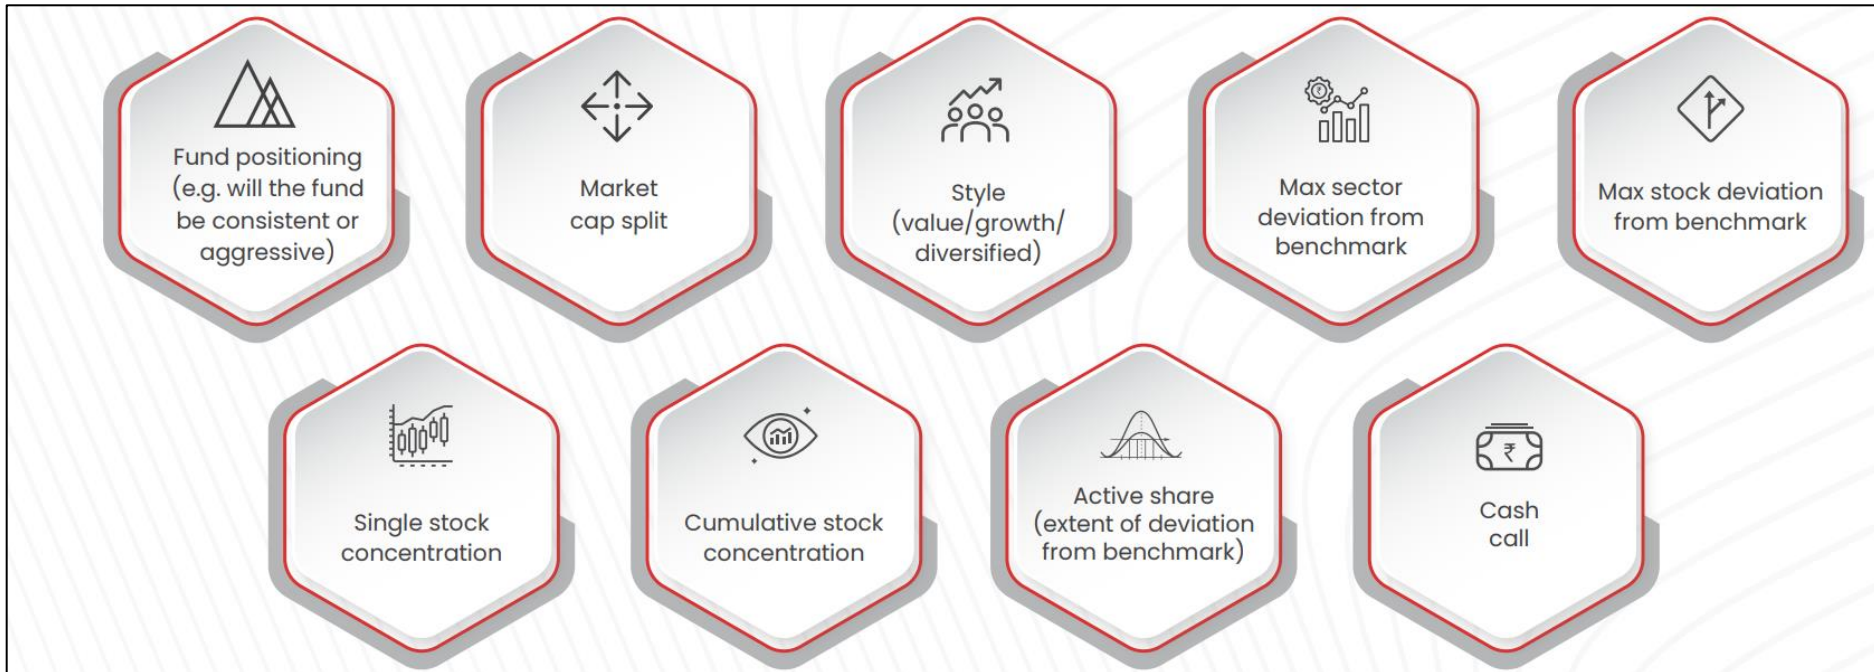 Fund positioning
(e.g. will the fund
be consistent or
aggressive)
Market
cap split
Style
(value/growth/
diversified)
₹
Max sector
deviation from
benchmark
Max stock deviation
from benchmark
Single stock
concentration
Cumulative stock
concentration
Active share
(extent of deviation
from benchmark)
₹
Cash
call